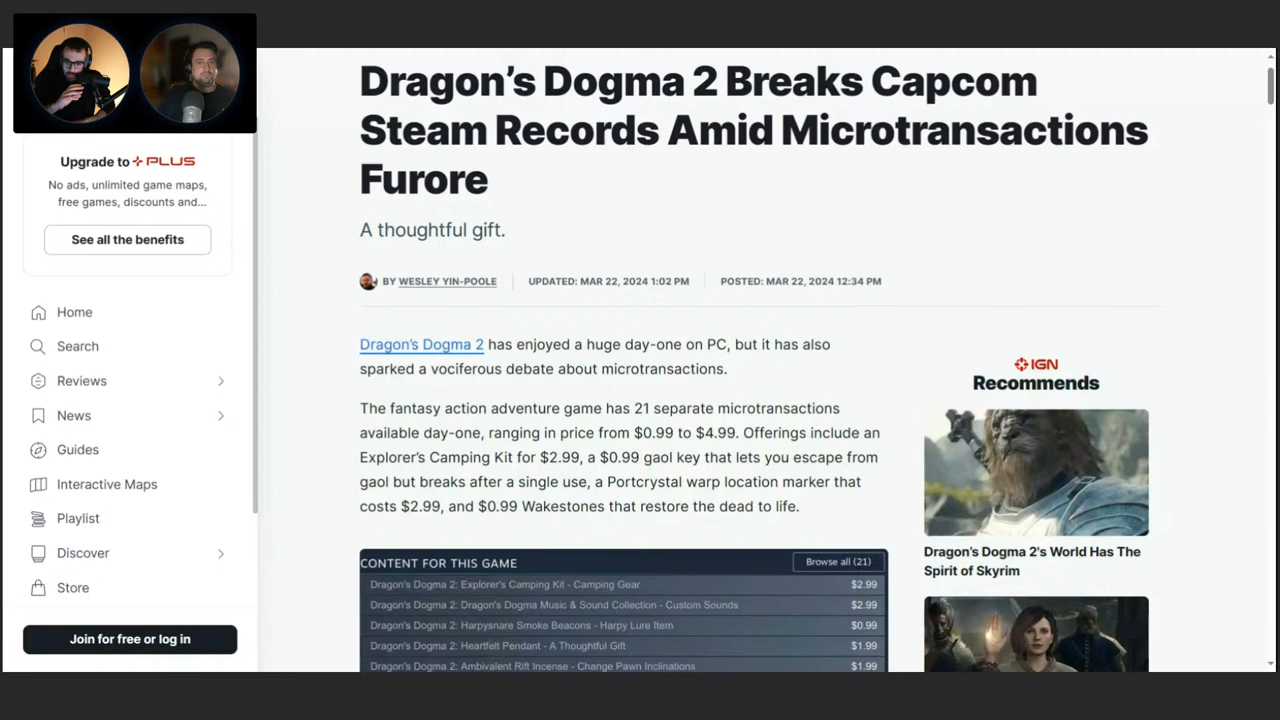 Upgrade to PLUS
No ads, unlimited game maps,
free games, discounts and...
See all the benefits
Home
Search
Reviews
News
Guides
Interactive Maps
Playlist
Discover
Store
Join for free or log in
Dragon’s Dogma 2 Breaks Capcom
Steam Records Amid Microtransactions
Furore
A thoughtful gift.
BY WESLEY YIN-POOLE
UPDATED: MAR 22, 2024 1:02 PM
POSTED: MAR 22, 2024 12:34 PM
Dragon’s Dogma 2 has enjoyed a huge day-one on PC, but it has also
sparked a vociferous debate about microtransactions.
The fantasy action adventure game has 21 separate microtransactions
available day-one, ranging in price from $0.99 to $4.99. Offerings include an
Explorer’s Camping Kit for $2.99, a $0.99 gaol key that lets you escape from
gaol but breaks after a single use, a Portcrystal warp location marker that
costs $2.99, and $0.99 Wakestones that restore the dead to life.
CONTENT FOR THIS GAME Browse all (21)
Dragon's Dogma 2: Explorer's Camping Kit - Camping Gear $2.99
Dragon's Dogma 2: Dragon's Dogma Music & Sound Collection - Custom Sounds $2.99
Dragon's Dogma 2: Harpysnare Smoke Beacons - Harpy Lure Item $0.99
Dragon's Dogma 2: Heartfelt Pendant - A Thoughtful Gift $1.99
Dragon's Dogma 2: Ambivalent Rift Incense - Change Pawn Inclinations $1.99
IGN
Recommends
Dragon’s Dogma 2's World Has The
Spirit of Skyrim